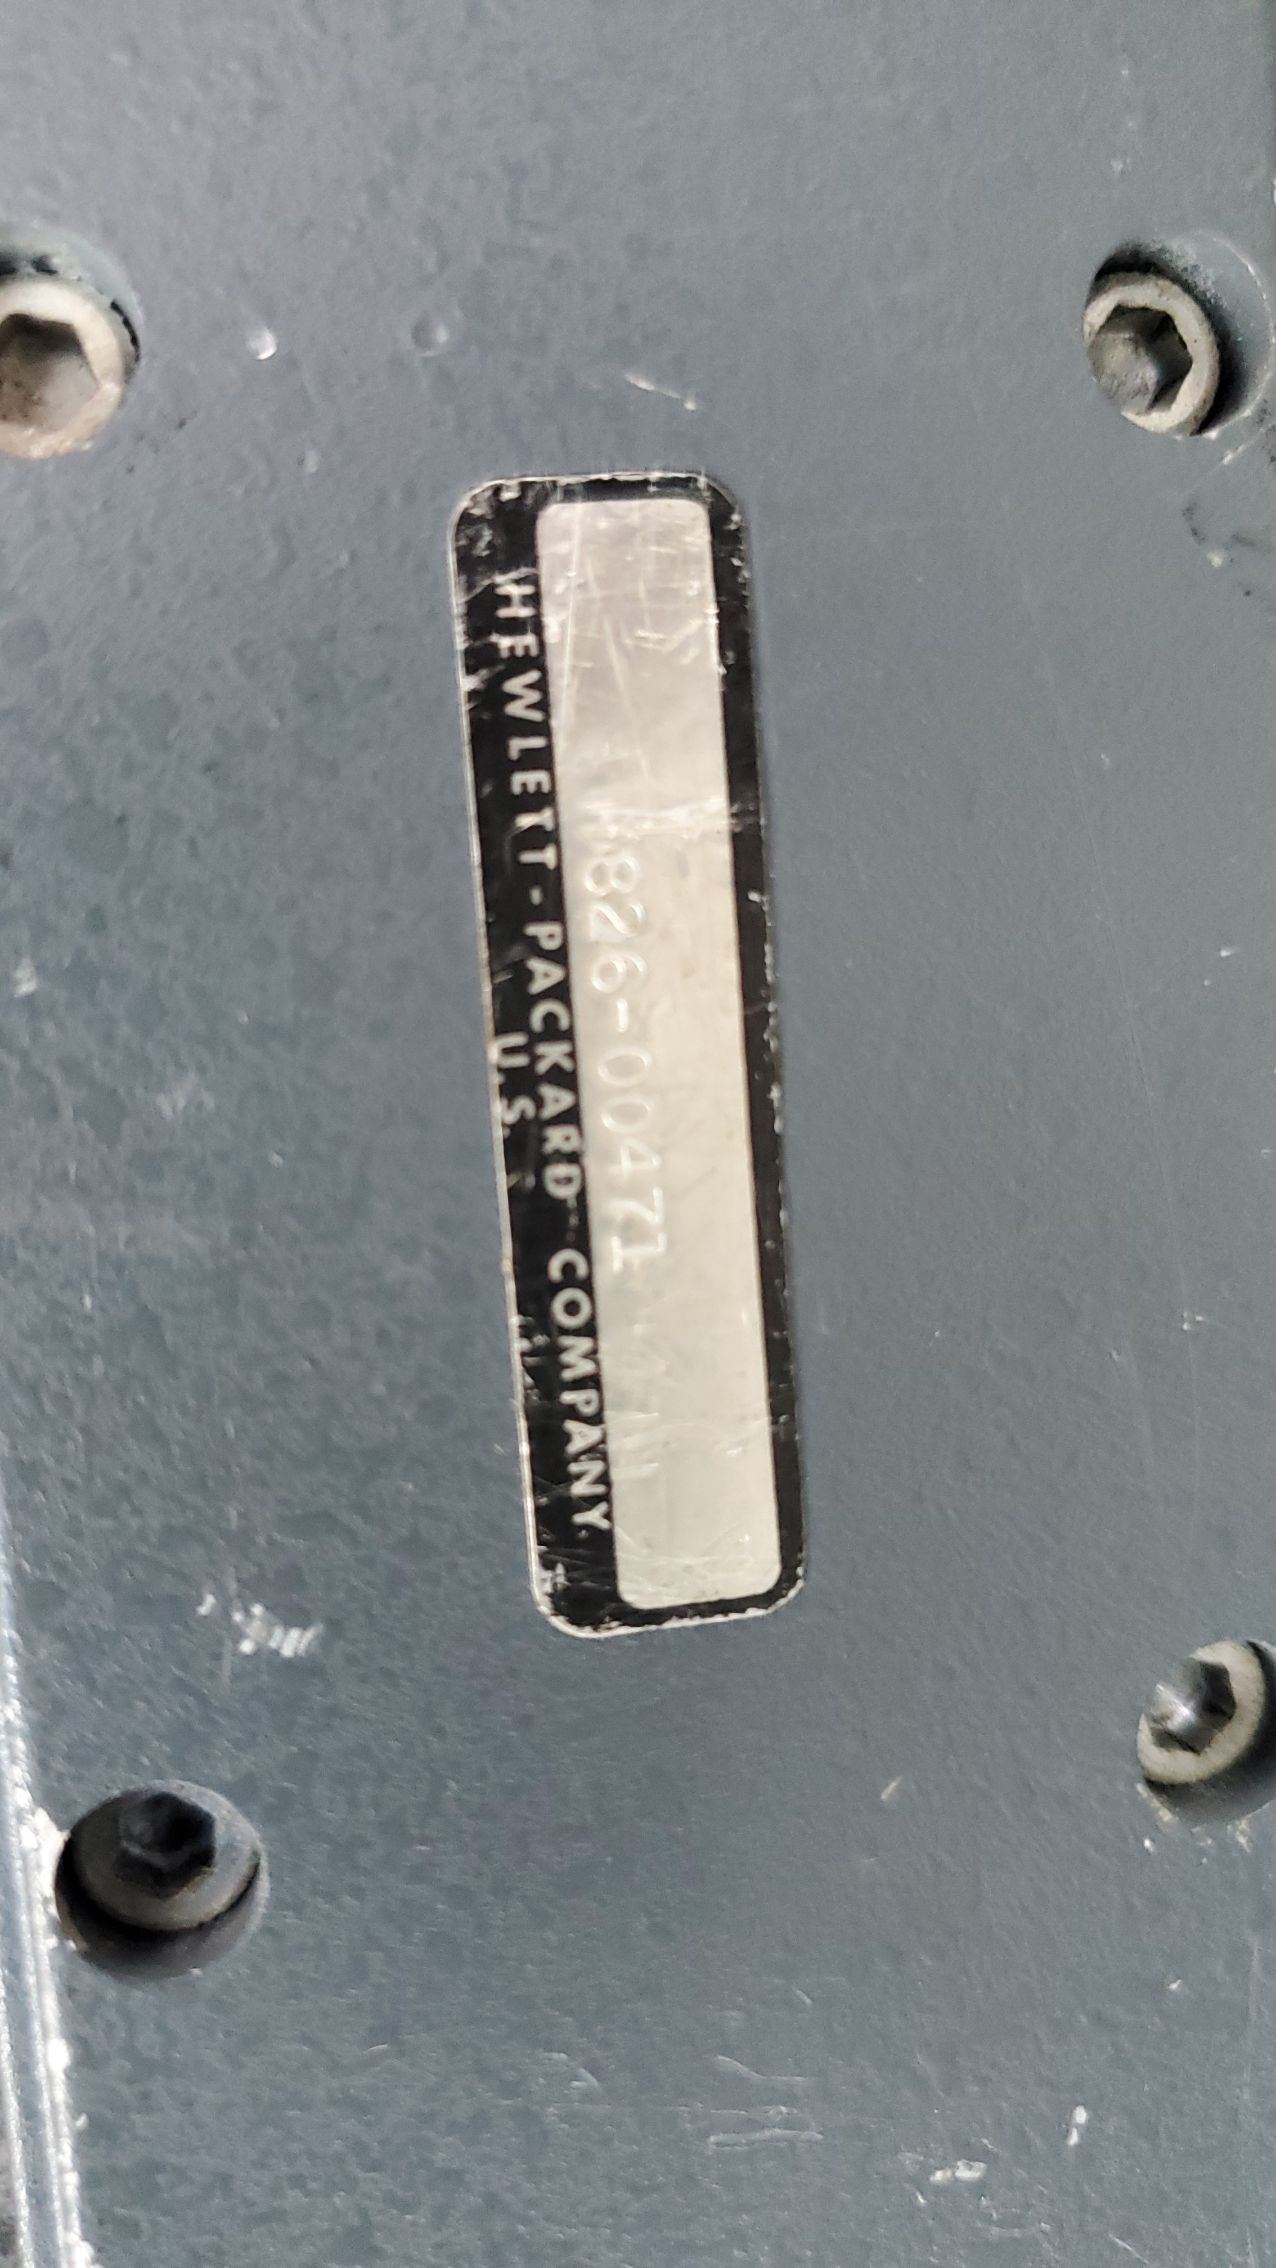 826-00471
HEWLETT-PACKARD COMPANY
U.S.